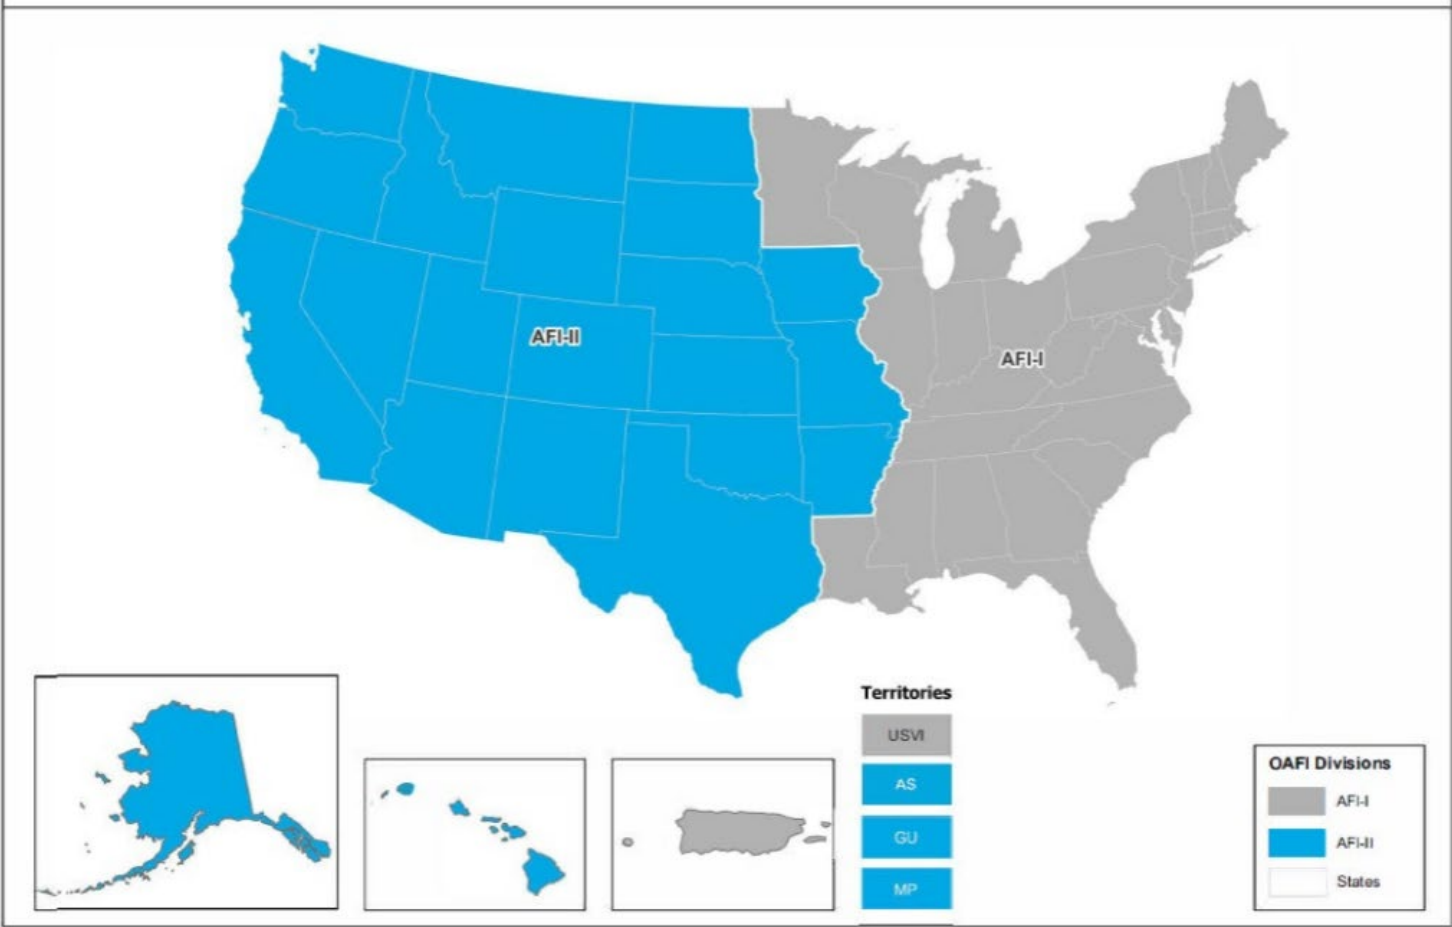 AFI-II
AFI-I
Territories
USVI
AS
GU
MP
OAFI Divisions
AFI-I
AFI-II
States